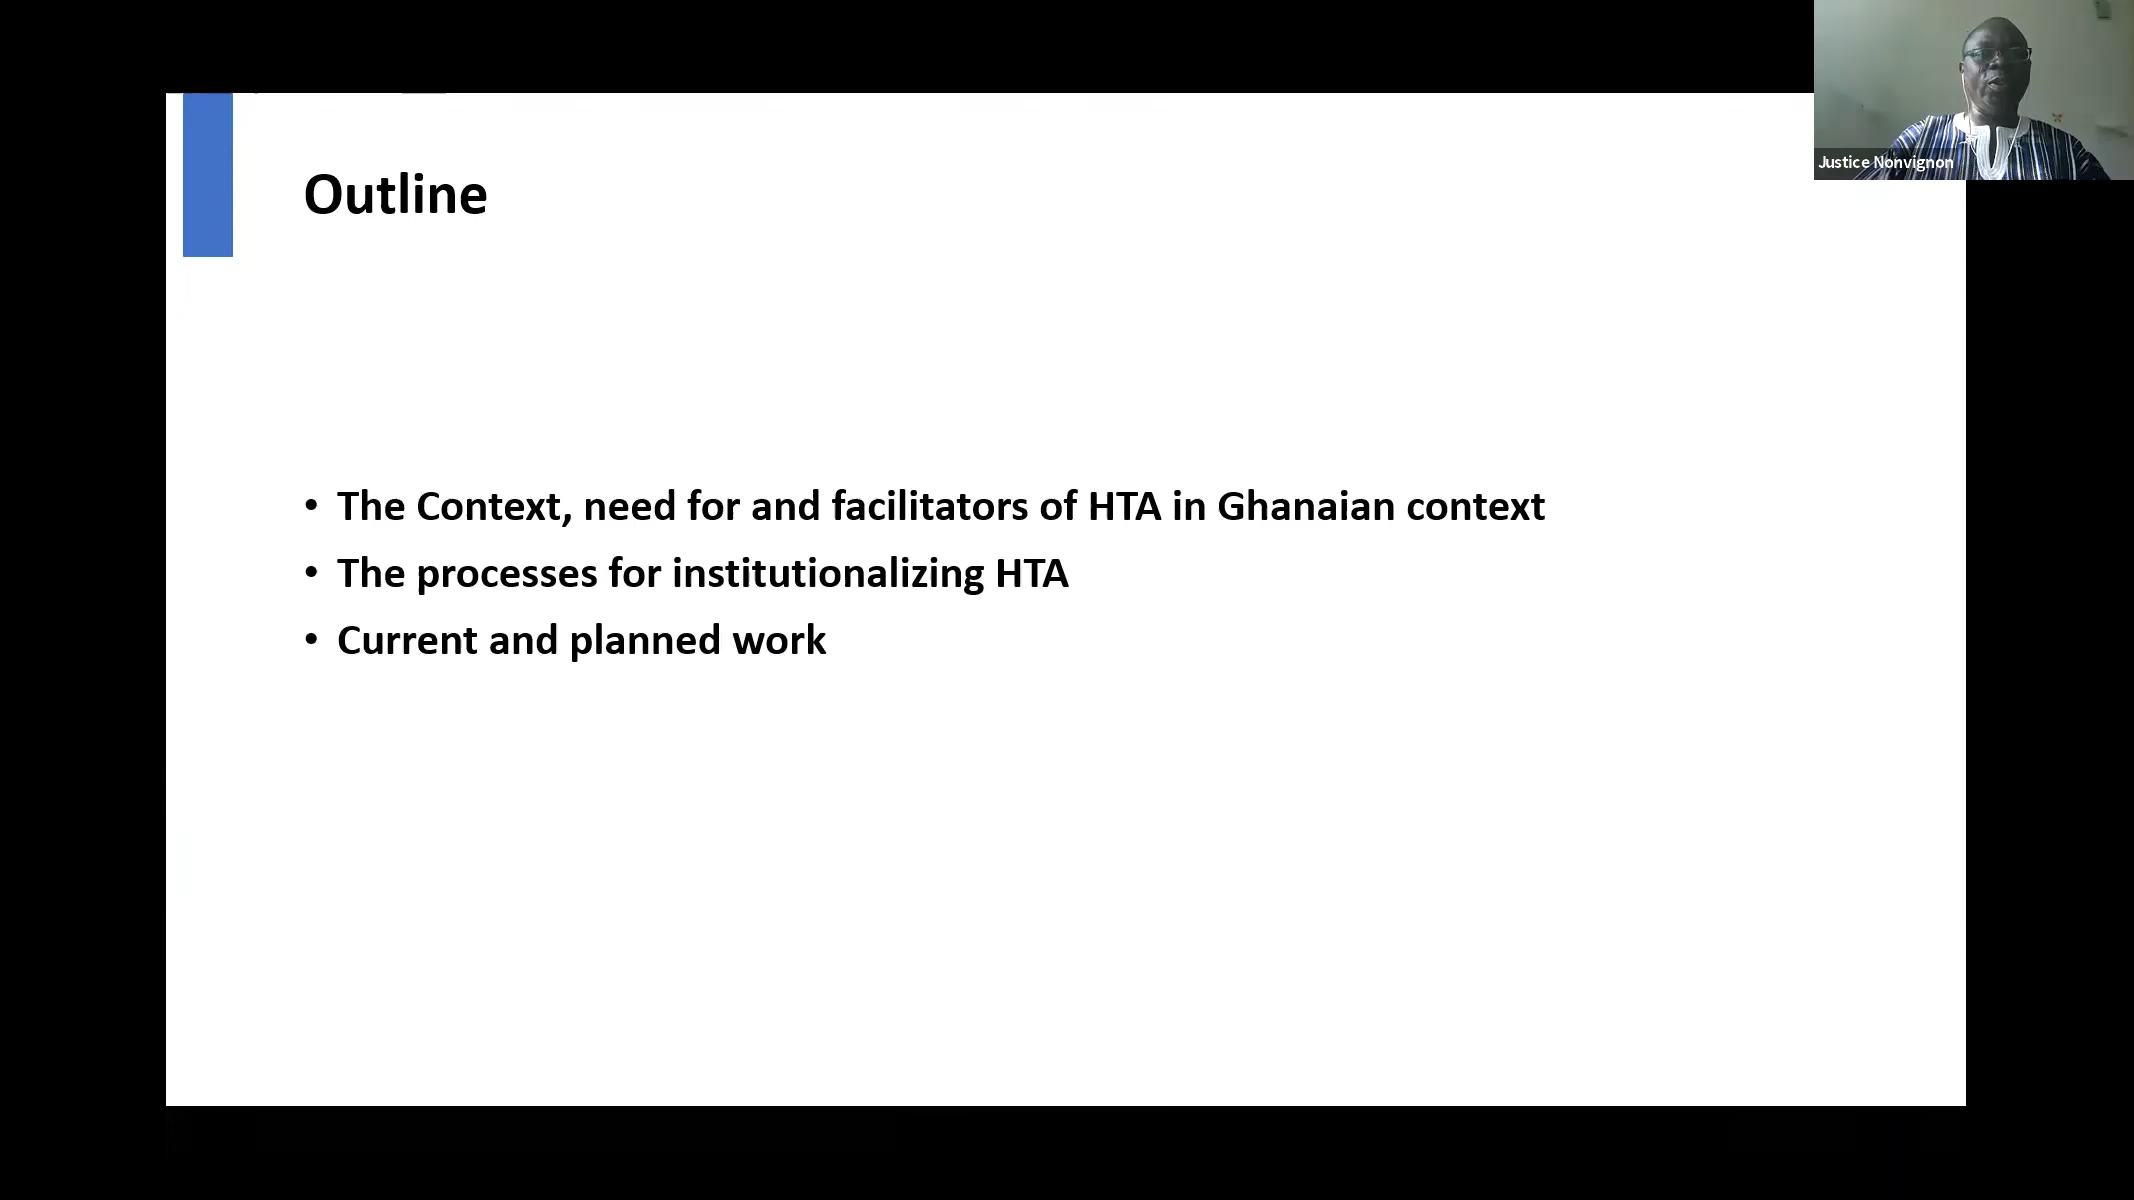 Justice Nonvignon
Outline
• The Context, need for and facilitators of HTA in Ghanaian context
• The processes for institutionalizing HTA
• Current and planned work